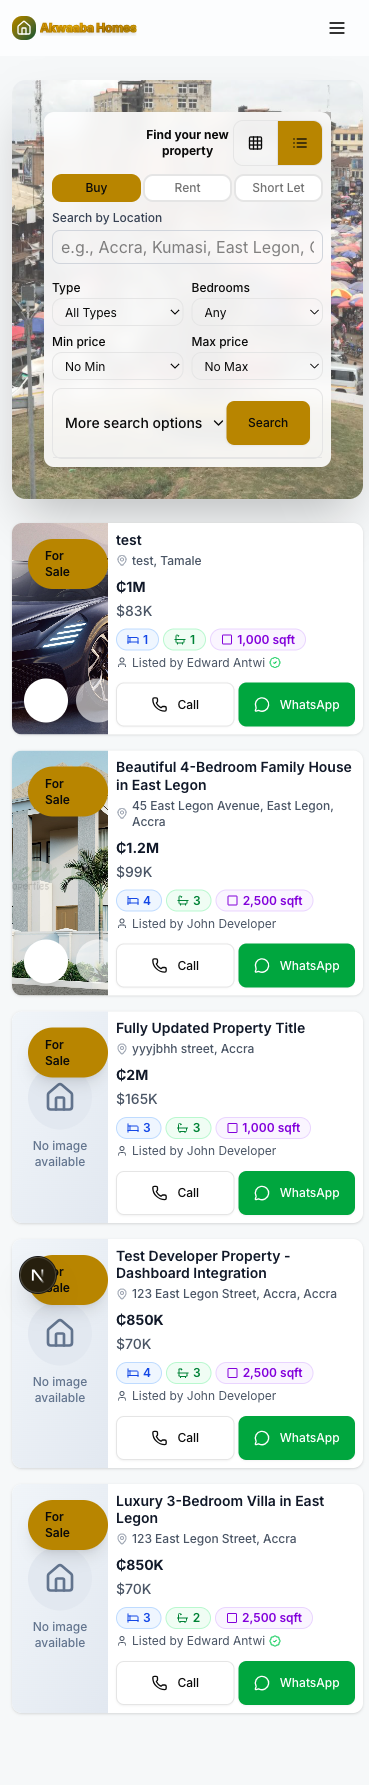 Akwaaba Homes
Find your new
property
Buy
Rent
Short Let
Search by Location
e.g., Accra, Kumasi, East Legon, C
Type
Bedrooms
All Types
Any
Min price
Max price
No Min
No Max
More search options
Search
For
Sale
test
test, Tamale
₵1M
$83K
1
1
1,000 sqft
Listed by Edward Antwi
Call
WhatsApp
For
Sale
Beautiful 4-Bedroom Family House
in East Legon
45 East Legon Avenue, East Legon,
Accra
₵1.2M
$99K
4
3
2,500 sqft
Listed by John Developer
Call
WhatsApp
For
Sale
No image
available
Fully Updated Property Title
yyyjbhh street, Accra
₵2M
$165K
3
3
1,000 sqft
Listed by John Developer
Call
WhatsApp
N
Sale
No image
available
Test Developer Property -
Dashboard Integration
123 East Legon Street, Accra, Accra
₵850K
$70K
4
3
2,500 sqft
Listed by John Developer
Call
WhatsApp
For
Sale
No image
available
Luxury 3-Bedroom Villa in East
Legon
123 East Legon Street, Accra
₵850K
$70K
3
2
2,500 sqft
Listed by Edward Antwi
Call
WhatsApp